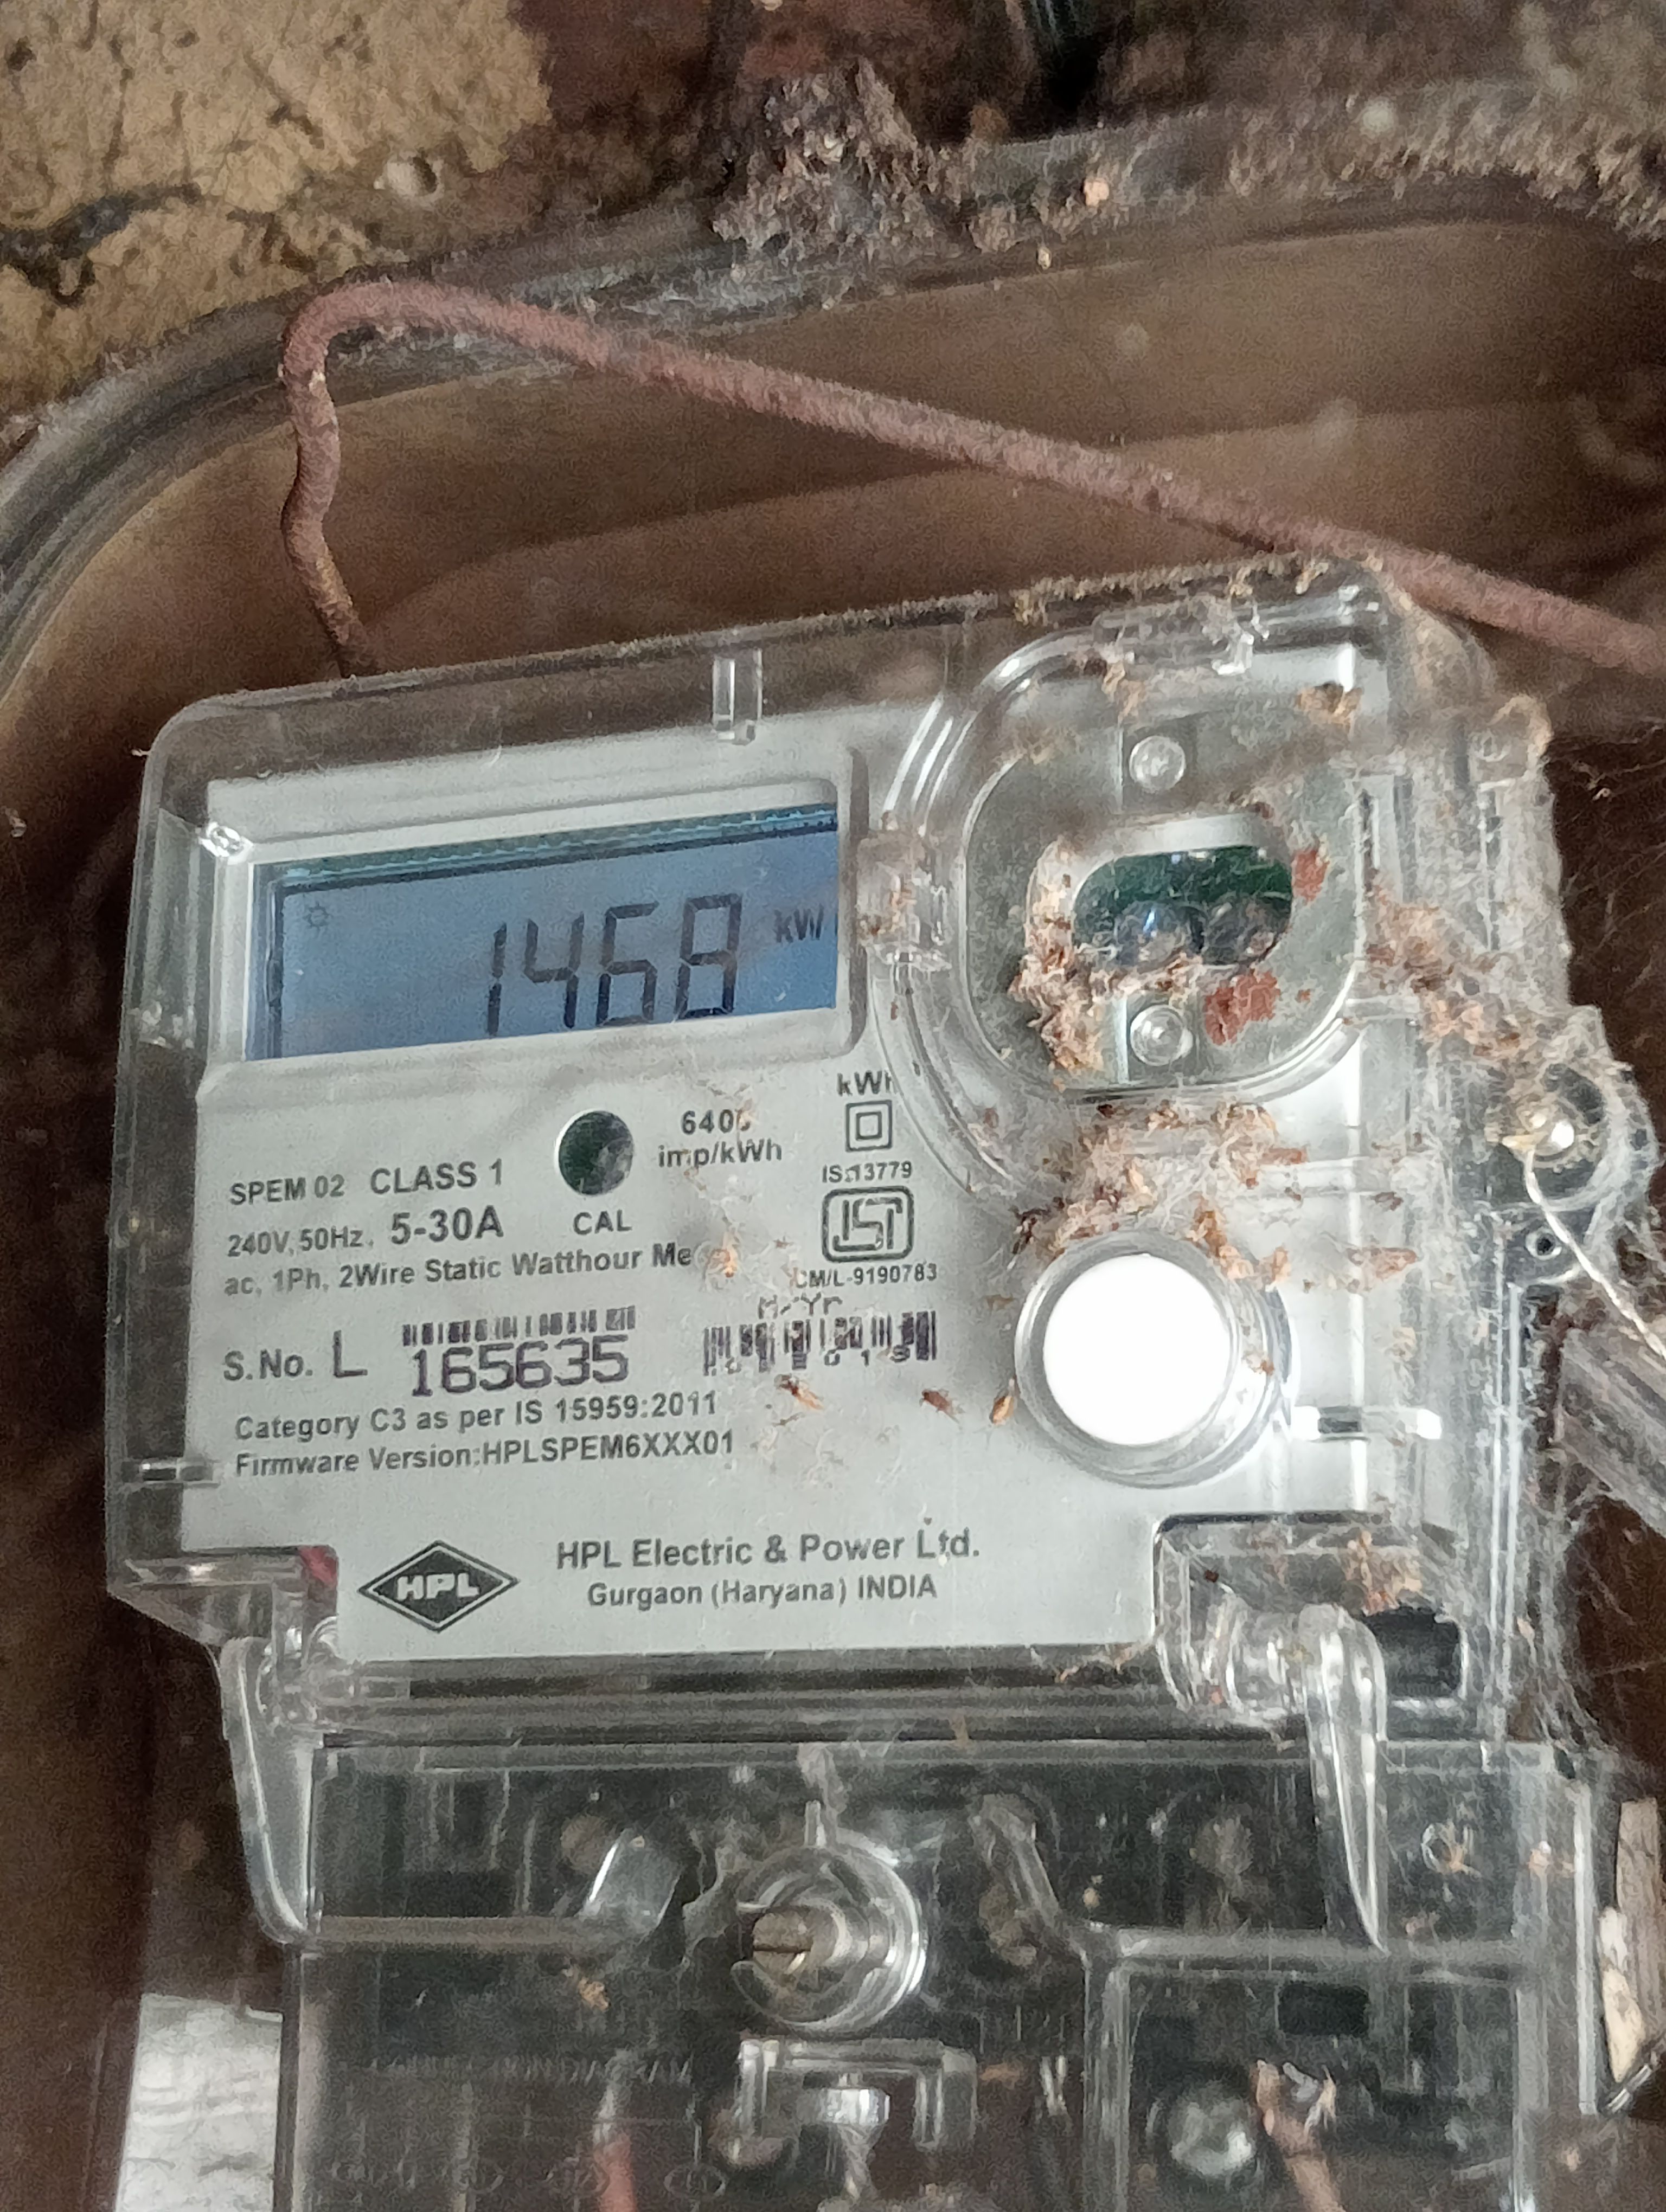 1468 kW
kWh
6400
imp/kWh
SPEM 02 CLASS 1
IS:13779
240V, 50Hz, 5-30A
CAL
ac, 1Ph, 2Wire Static Watthour Me
CM/L-9190783
M/Yr
S.No. L 165635
Category C3 as per IS 15959:2011
Firmware Version:HPLSPEM6XXX01
HPL
HPL Electric & Power Ltd.
Gurgaon (Haryana) INDIA